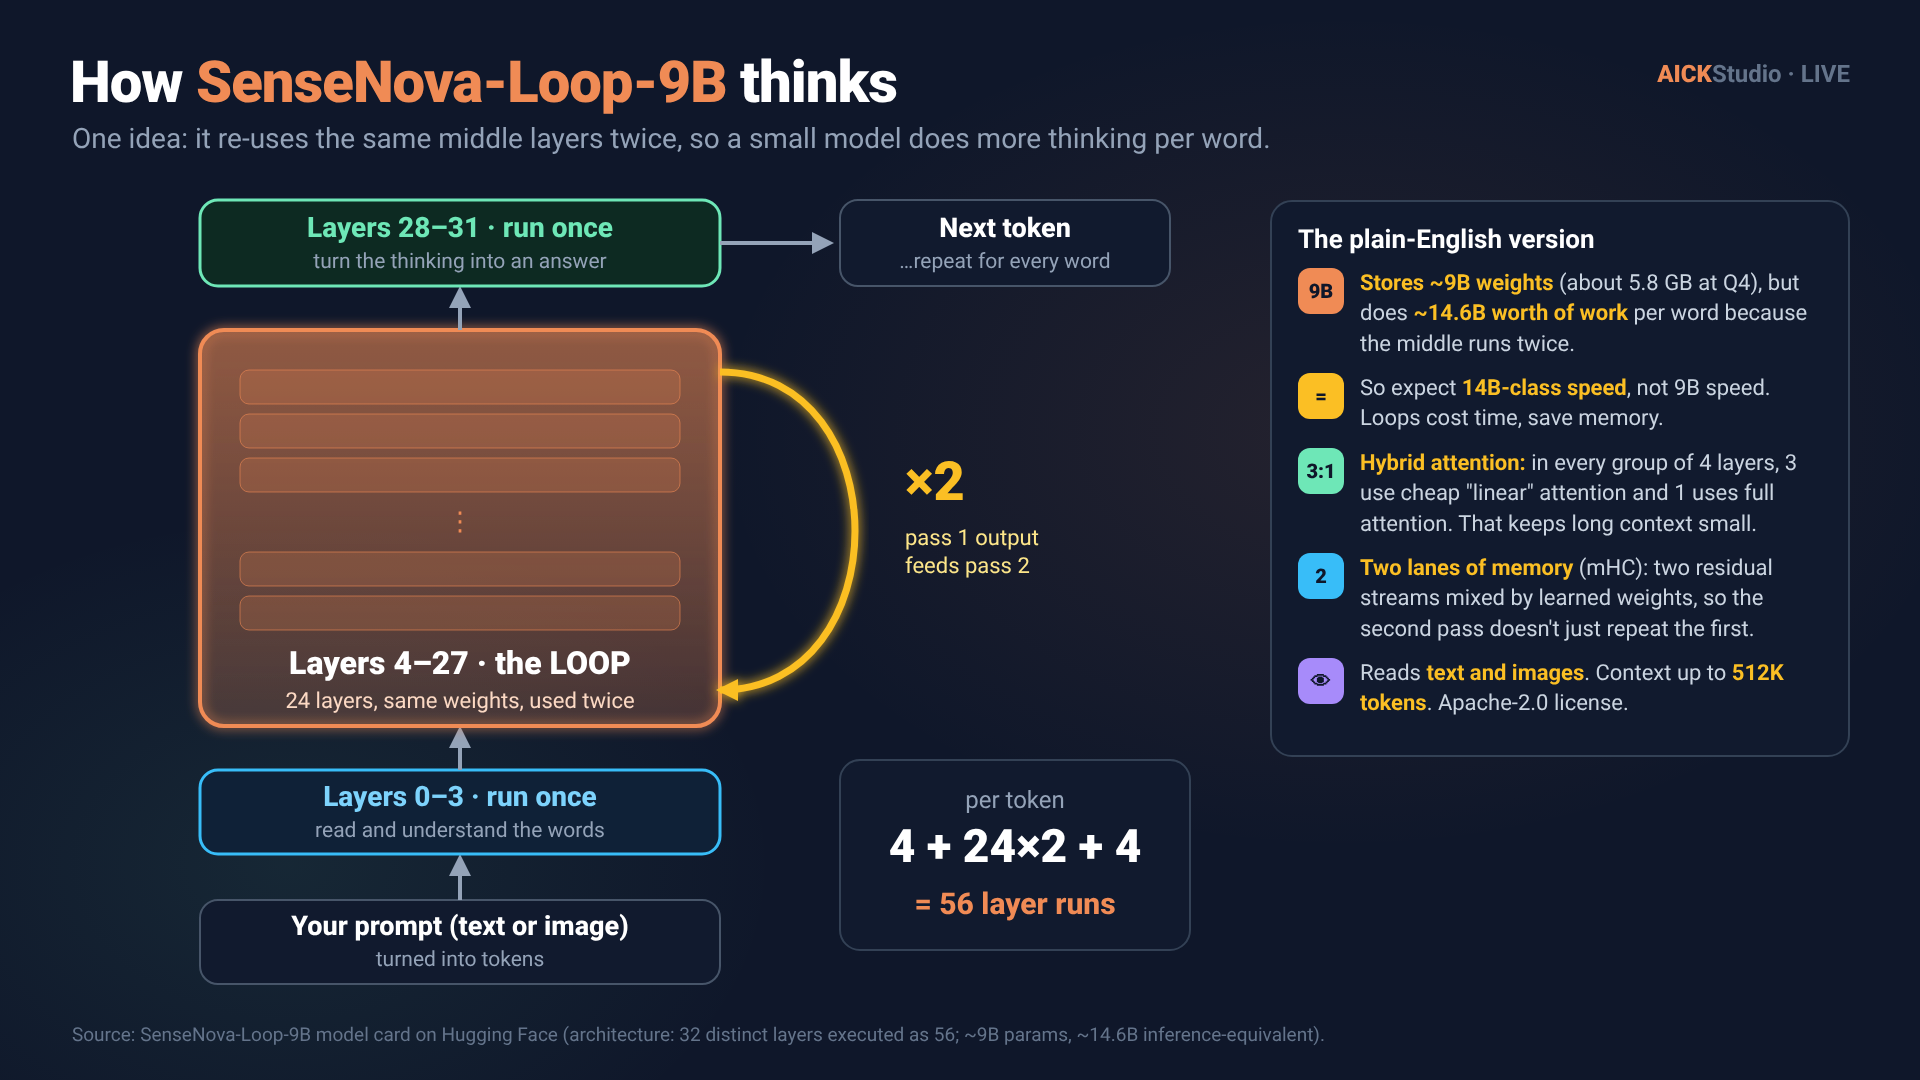 How SenseNova-Loop-9B thinks
AICKStudio · LIVE
One idea: it re-uses the same middle layers twice, so a small model does more thinking per word.
Layers 28–31 · run once
turn the thinking into an answer
Next token
...repeat for every word
⋮
Layers 4–27 · the LOOP
24 layers, same weights, used twice
×2
pass 1 output
feeds pass 2
Layers 0–3 · run once
read and understand the words
Your prompt (text or image)
turned into tokens
per token
4 + 24×2 + 4
= 56 layer runs
The plain-English version
9B
Stores ~9B weights (about 5.8 GB at Q4), but
does ~14.6B worth of work per word because
the middle runs twice.
=
So expect 14B-class speed, not 9B speed.
Loops cost time, save memory.
3:1
Hybrid attention: in every group of 4 layers, 3
use cheap "linear" attention and 1 uses full
attention. That keeps long context small.
2
Two lanes of memory (mHC): two residual
streams mixed by learned weights, so the
second pass doesn't just repeat the first.
Reads text and images. Context up to 512K
tokens. Apache-2.0 license.
Source: SenseNova-Loop-9B model card on Hugging Face (architecture: 32 distinct layers executed as 56; ~9B params, ~14.6B inference-equivalent).